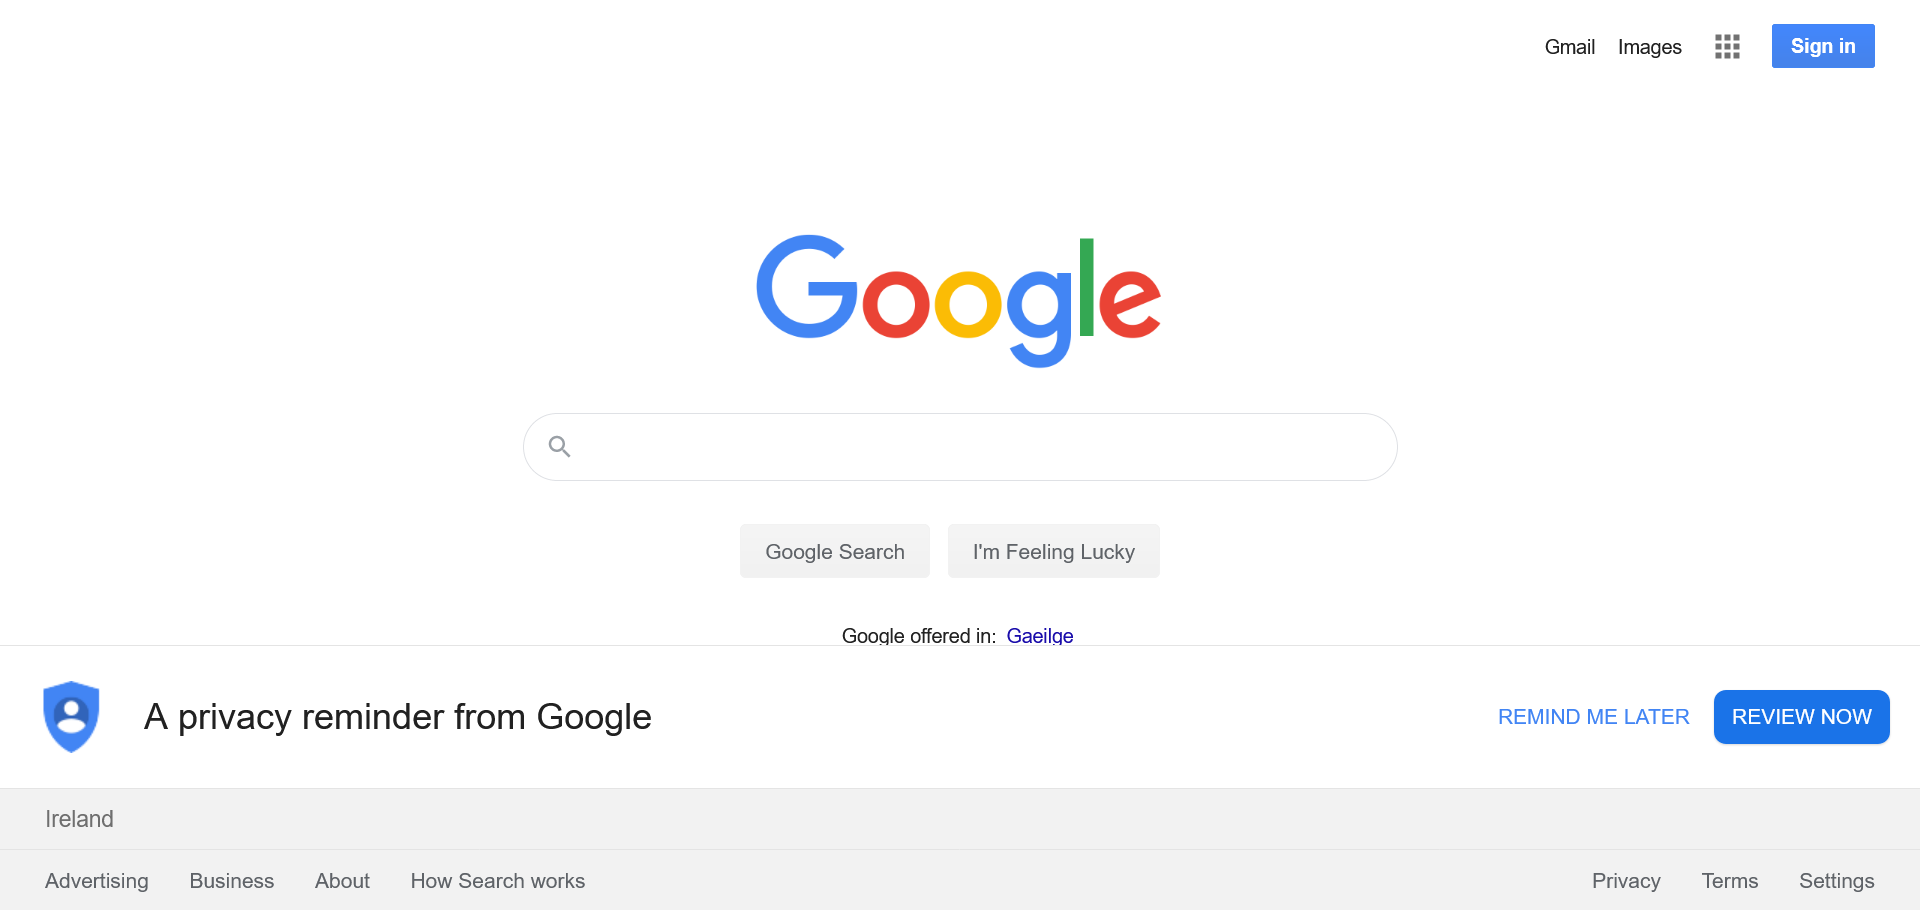 Gmail Images Sign in
Google
Google Search I'm Feeling Lucky
Google offered in: Gaeilge
A privacy reminder from Google REMIND ME LATER REVIEW NOW
Ireland
Advertising Business About How Search works Privacy Terms Settings